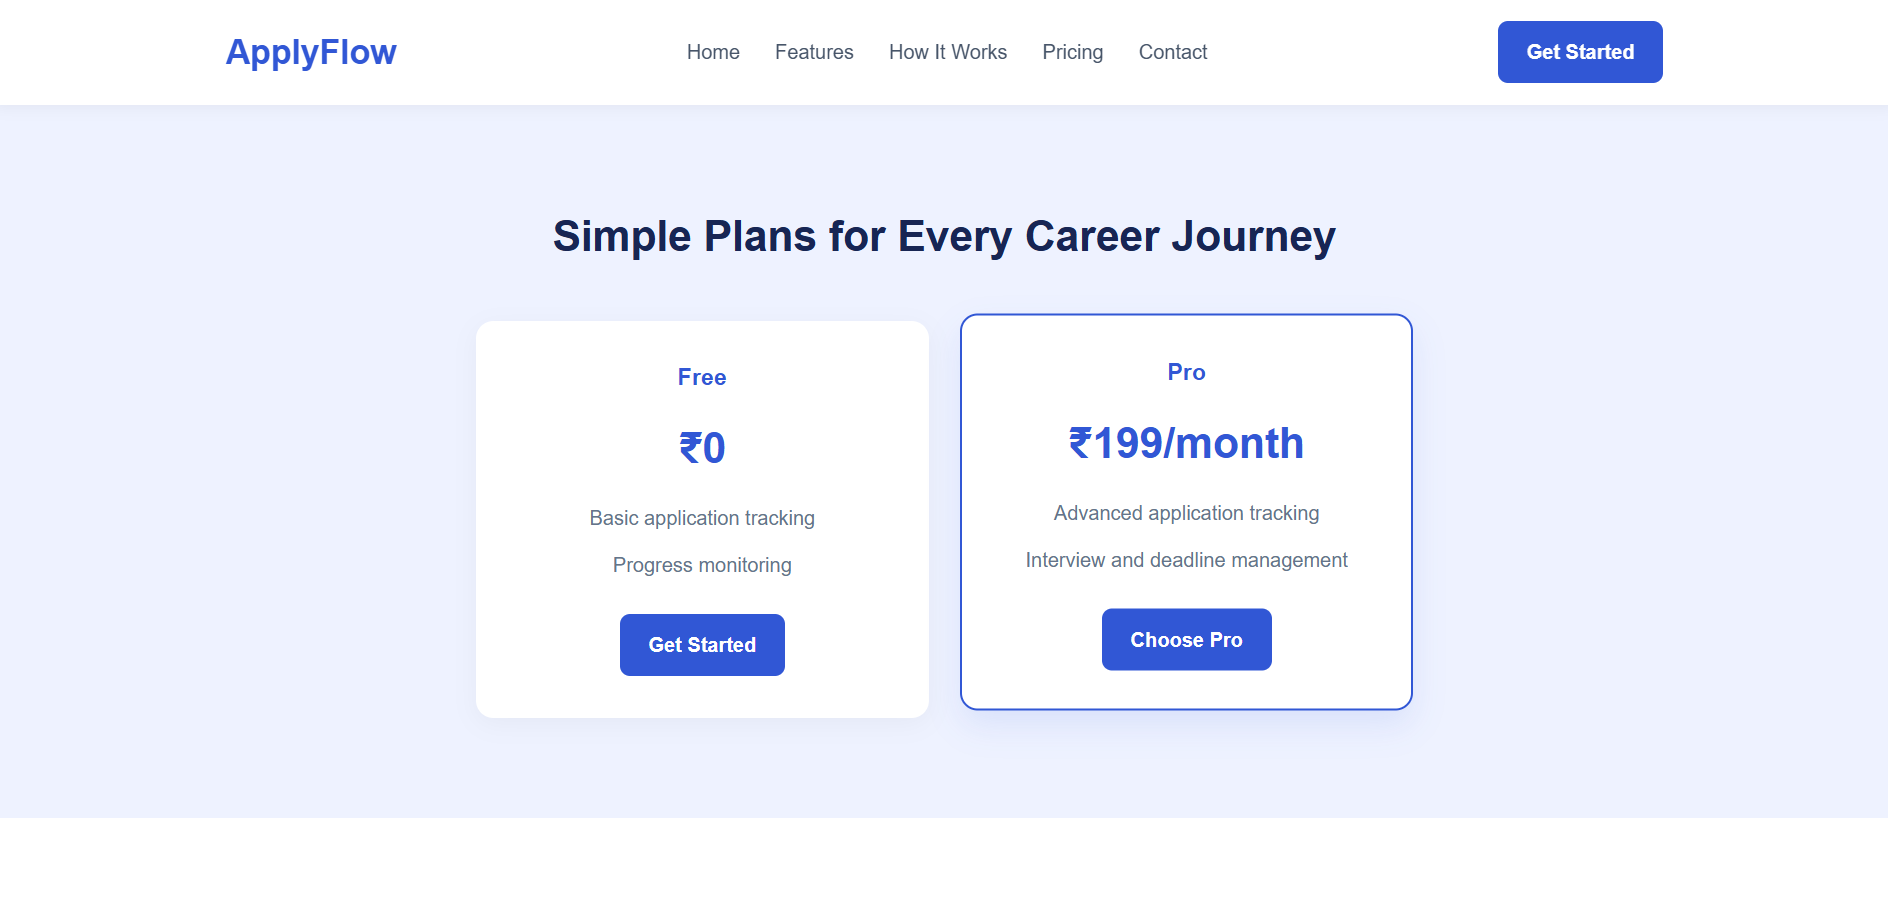 ApplyFlow
Home Features How It Works Pricing Contact
Get Started
Simple Plans for Every Career Journey
Free
₹0
Basic application tracking
Progress monitoring
Get Started
Pro
₹199/month
Advanced application tracking
Interview and deadline management
Choose Pro